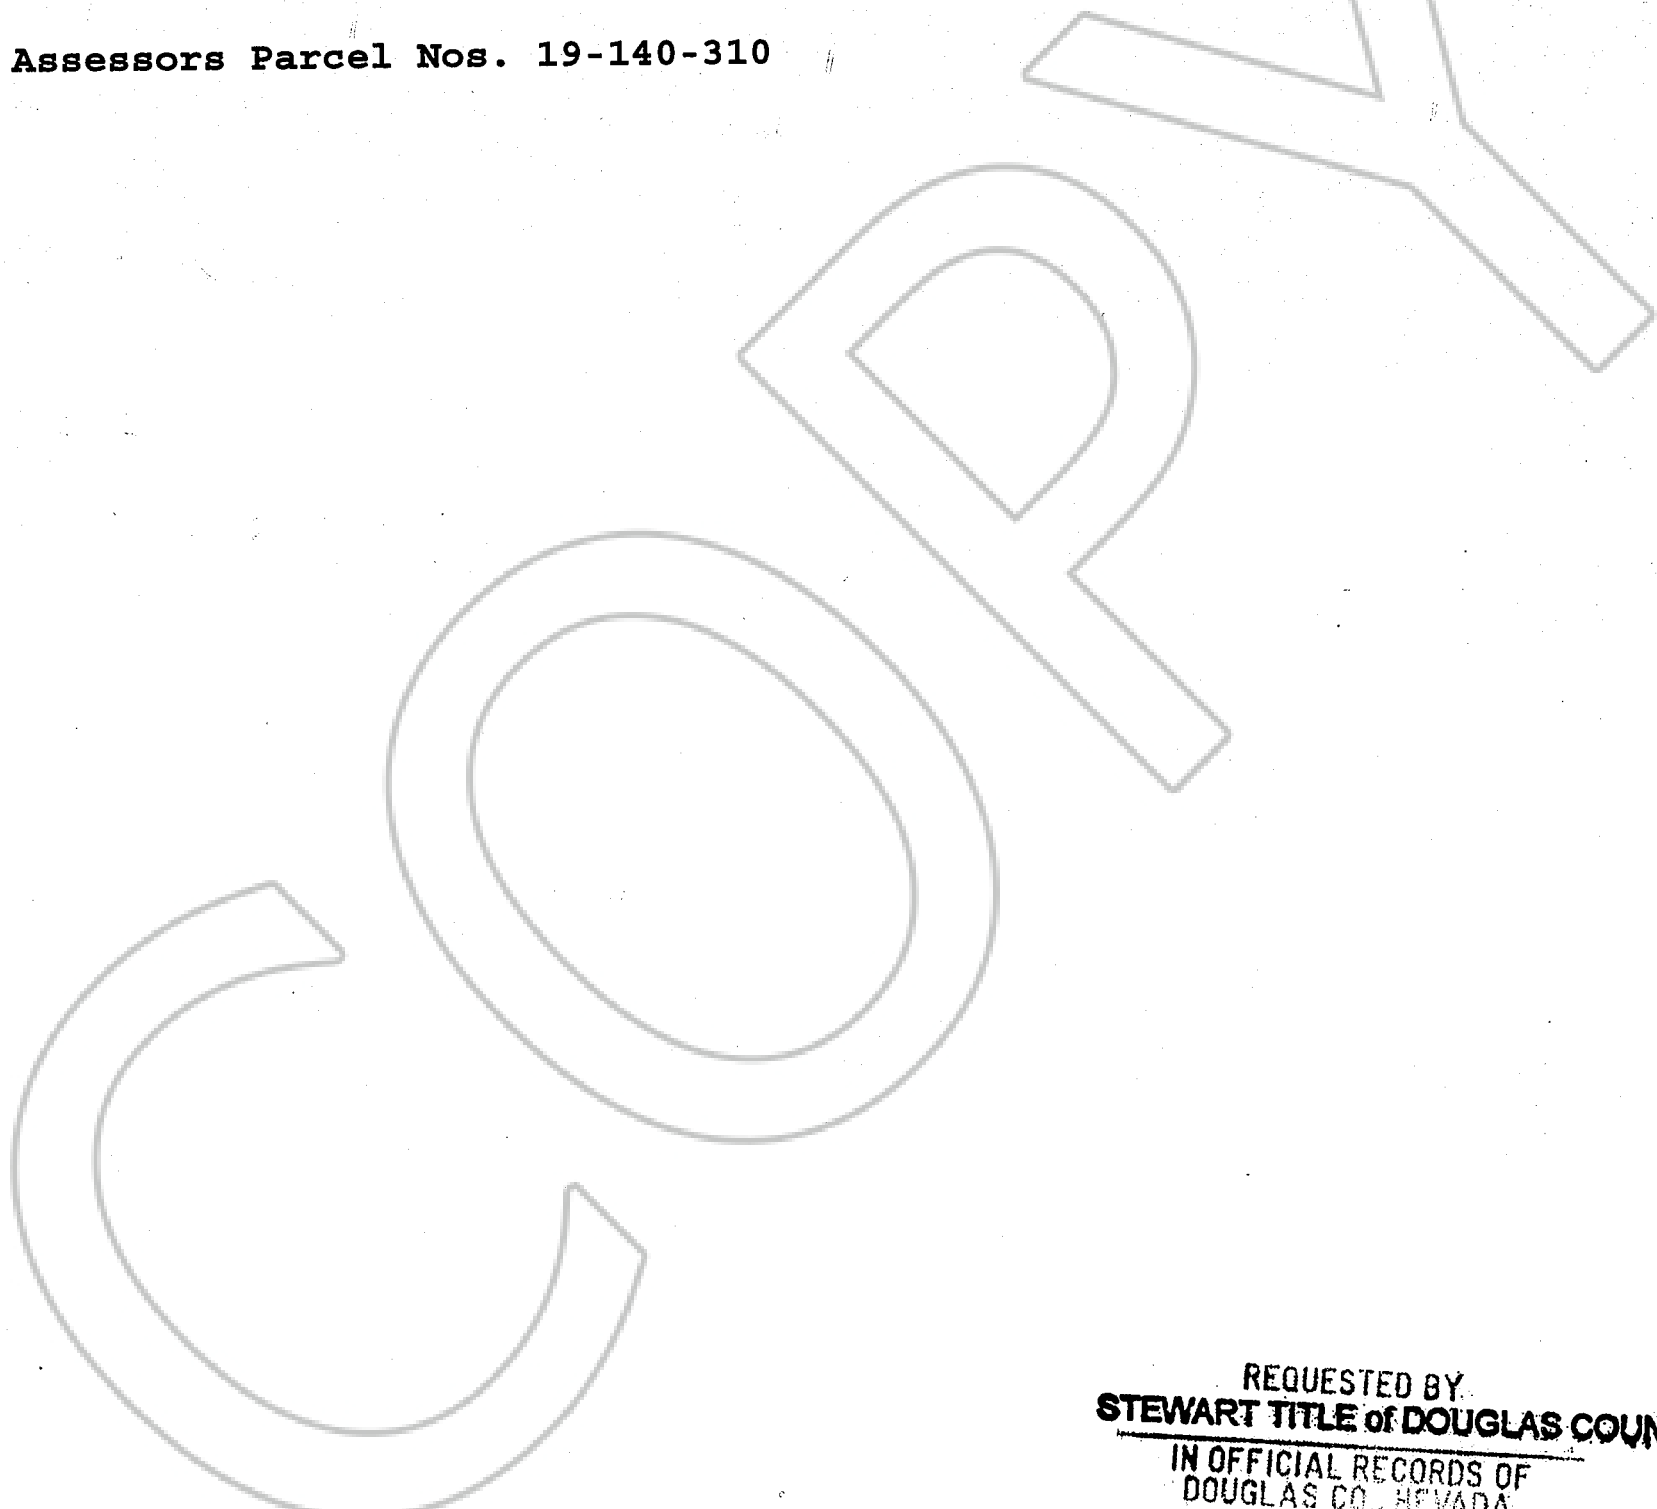 Assessors Parcel Nos. 19-140-310
COPY
REQUESTED BY
STEWART TITLE of DOUGLAS COUN
IN OFFICIAL RECORDS OF
DOUGLAS CO., NEVADA